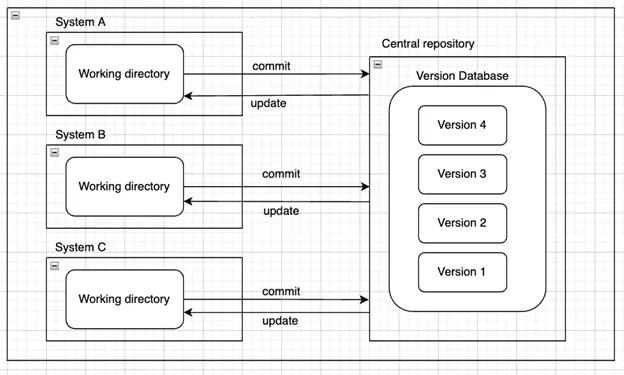 System A
Working directory
commit
update
System B
Working directory
commit
update
System C
Working directory
commit
update
Central repository
Version Database
Version 4
Version 3
Version 2
Version 1